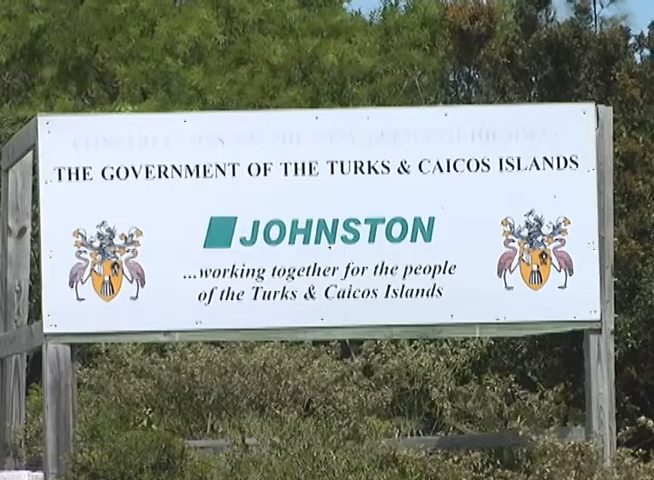 THE GOVERNMENT OF THE TURKS & CAICOS ISLANDS
JOHNSTON
...working together for the people
of the Turks & Caicos Islands